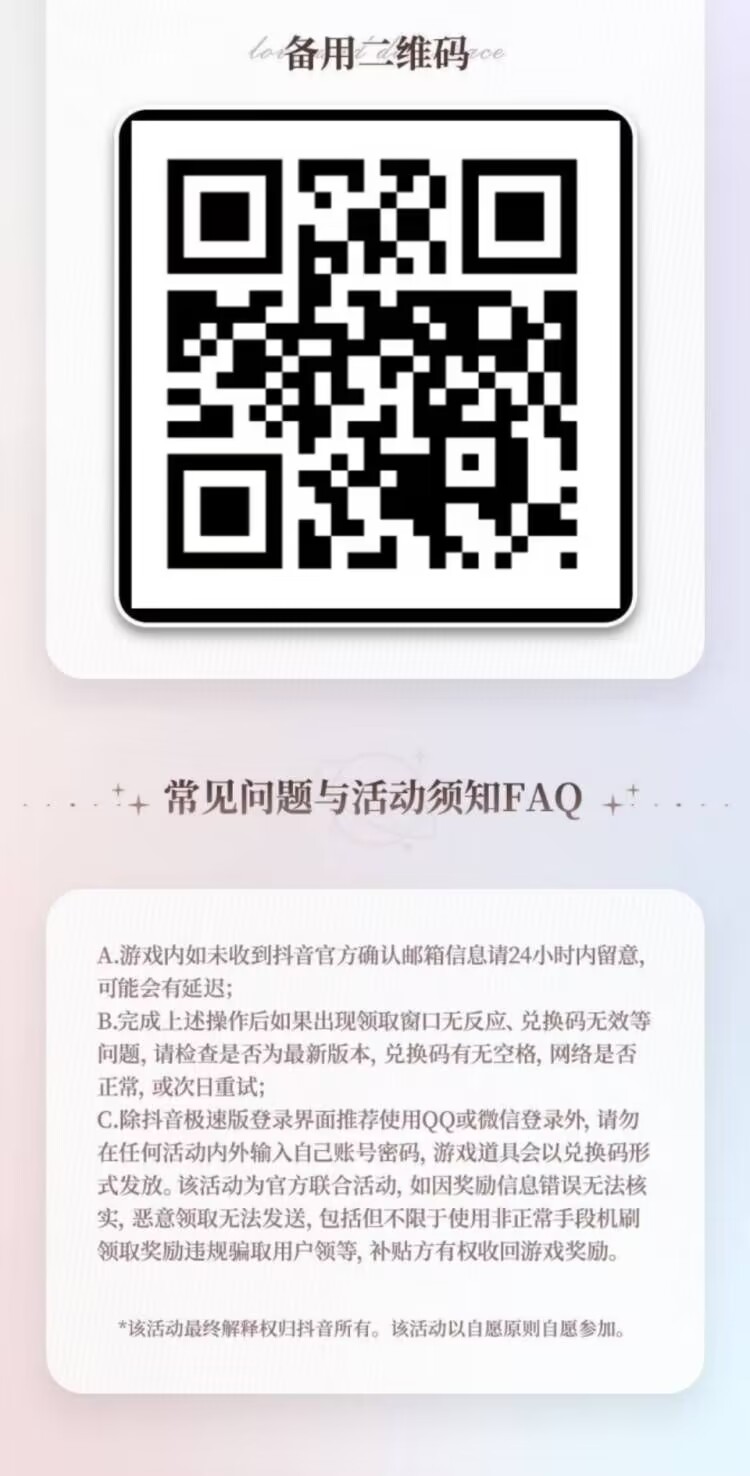 备用二维码
常见问题与活动须知FAQ
A.游戏内如未收到抖音官方确认邮箱信息请24小时内留意,
可能会有延迟;
B.完成上述操作后如果出现领取窗口无反应、兑换码无效等
问题, 请检查是否为最新版本, 兑换码有无空格, 网络是否
正常, 或次日重试;
C.除抖音极速版登录界面推荐使用QQ或微信登录外, 请勿
在任何活动内外输入自己账号密码, 游戏道具会以兑换码形
式发放。该活动为官方联合活动, 如因奖励信息错误无法核
实, 恶意领取无法发送, 包括但不限于使用非正常手段机刷
领取奖励违规骗取用户领等, 补贴方有权收回游戏奖励。
*该活动最终解释权归抖音所有。该活动以自愿原则自愿参加。